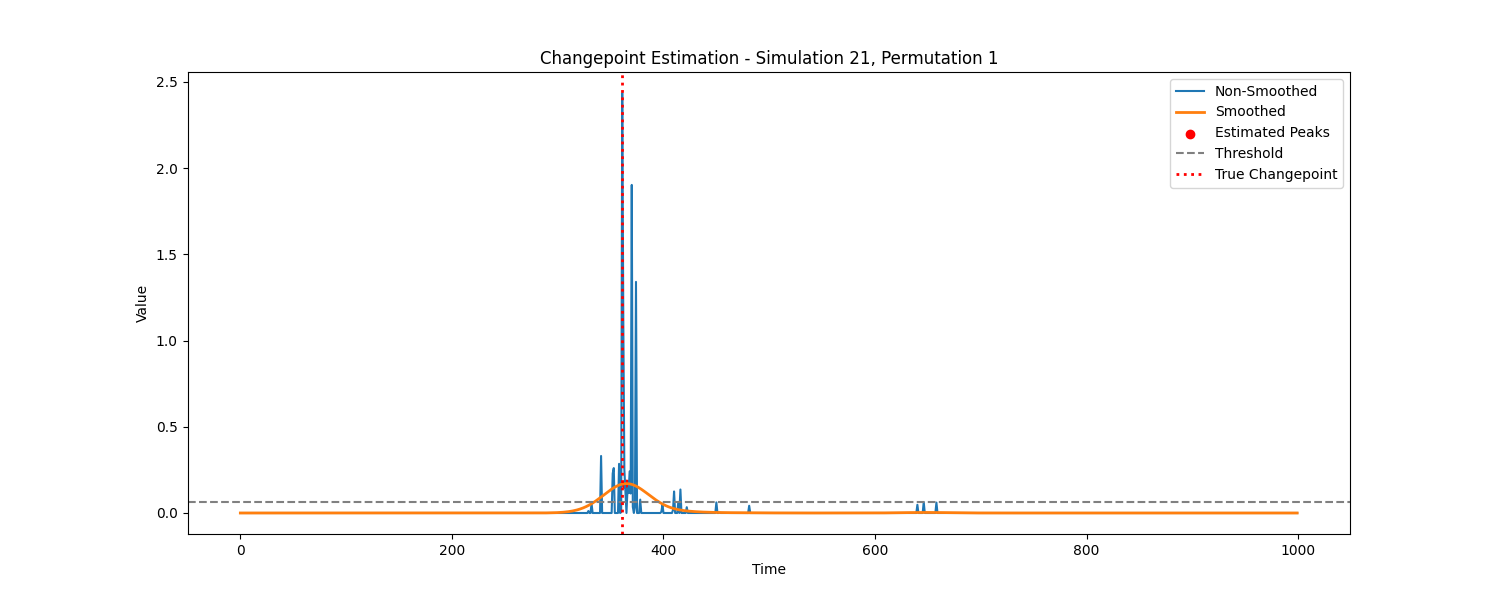 Changepoint Estimation - Simulation 21, Permutation 1
2.5
2.0
1.5
1.0
0.5
0.0
Value
0 200 400 600 800 1000
Time
Non-Smoothed
Smoothed
Estimated Peaks
Threshold
True Changepoint